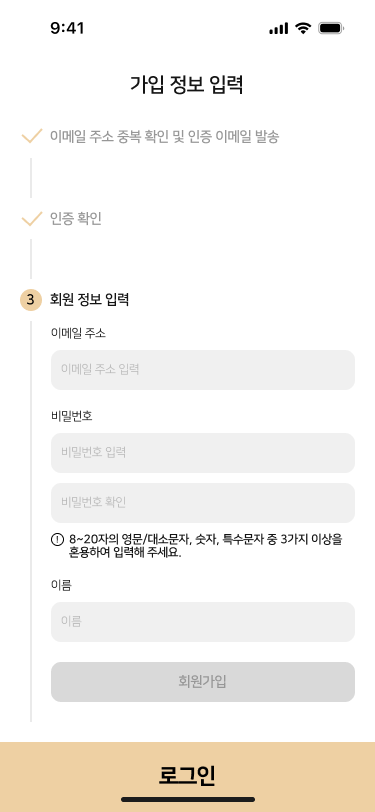 9:41
가입 정보 입력
이메일 주소 중복 확인 및 인증 이메일 발송
인증 확인
3 회원 정보 입력
이메일 주소
이메일 주소 입력
비밀번호
비밀번호 입력
비밀번호 확인
! 8~20자의 영문/대소문자, 숫자, 특수문자 중 3가지 이상을
혼용하여 입력해 주세요.
이름
이름
회원가입
로그인